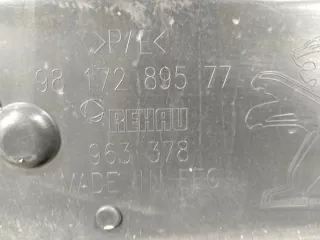 >P/E<
98 172 895 77
REHAU
963 378
MADE IN EEC